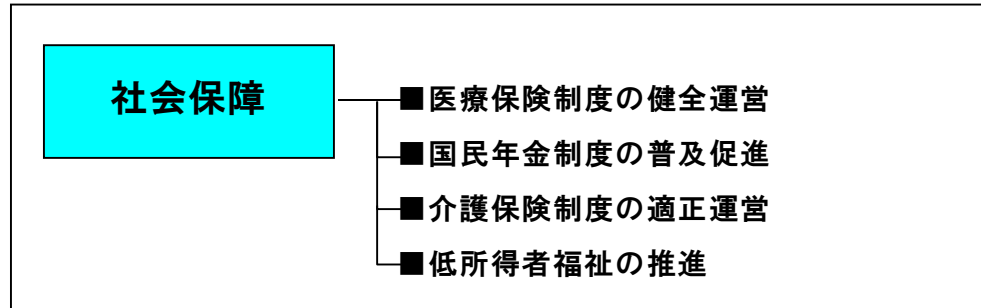 社会保障
■医療保険制度の健全運営
■国民年金制度の普及促進
■介護保険制度の適正運営
■低所得者福祉の推進